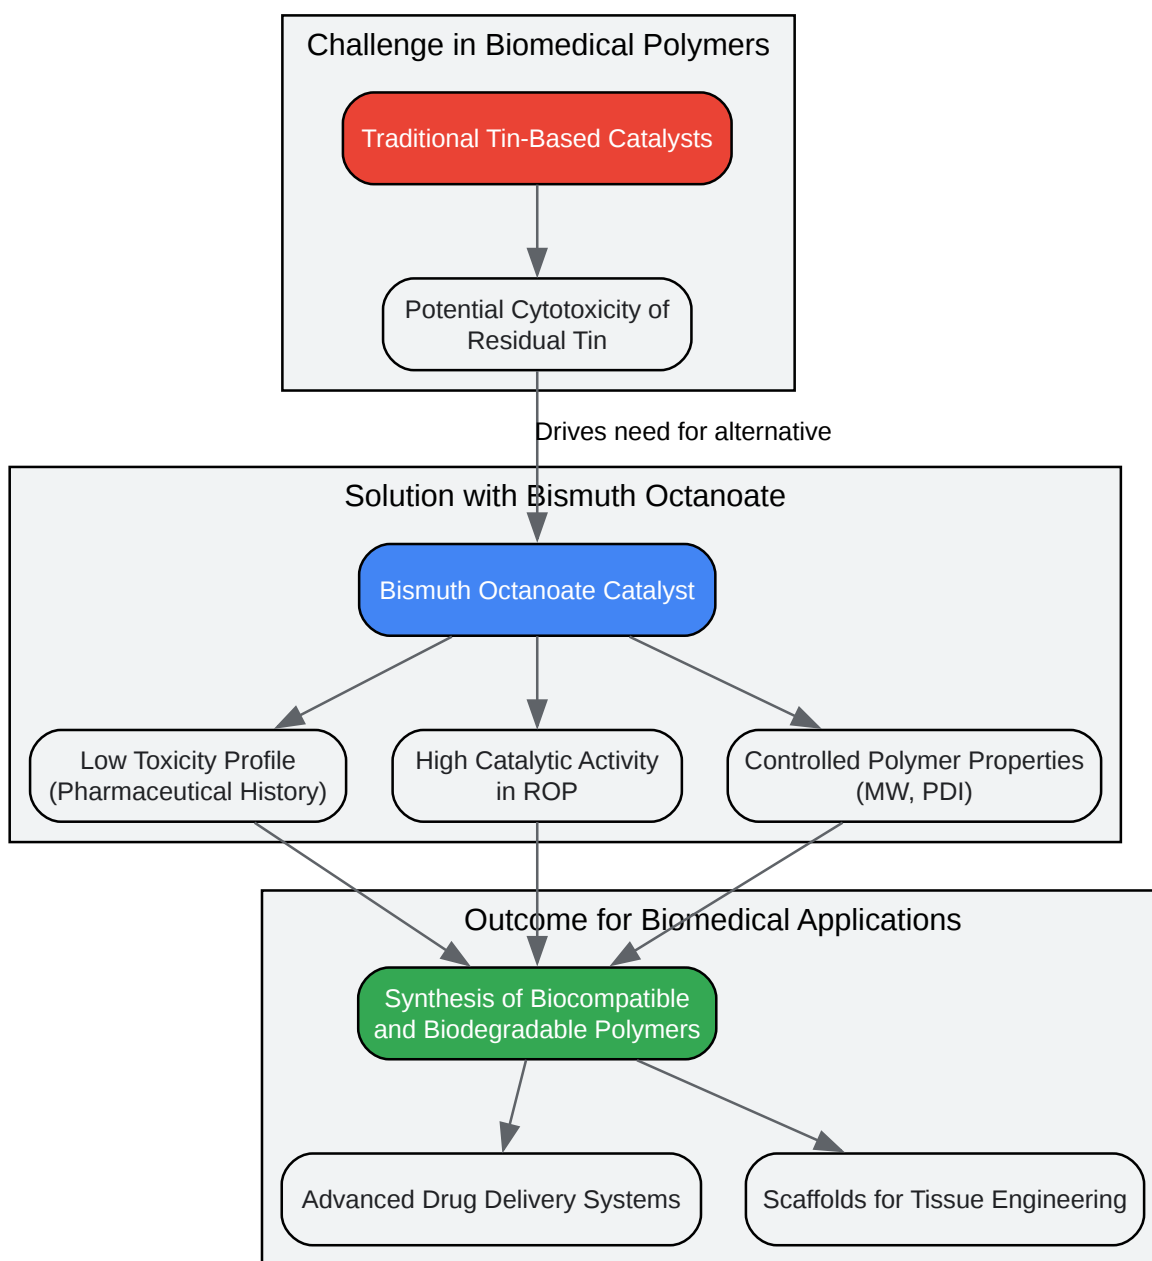 Challenge in Biomedical Polymers
Traditional Tin-Based Catalysts
Potential Cytotoxicity of
Residual Tin
Drives need for alternative
Solution with Bismuth Octanoate
Bismuth Octanoate Catalyst
Low Toxicity Profile
(Pharmaceutical History)
High Catalytic Activity
in ROP
Controlled Polymer Properties
(MW, PDI)
Outcome for Biomedical Applications
Synthesis of Biocompatible
and Biodegradable Polymers
Advanced Drug Delivery Systems
Scaffolds for Tissue Engineering